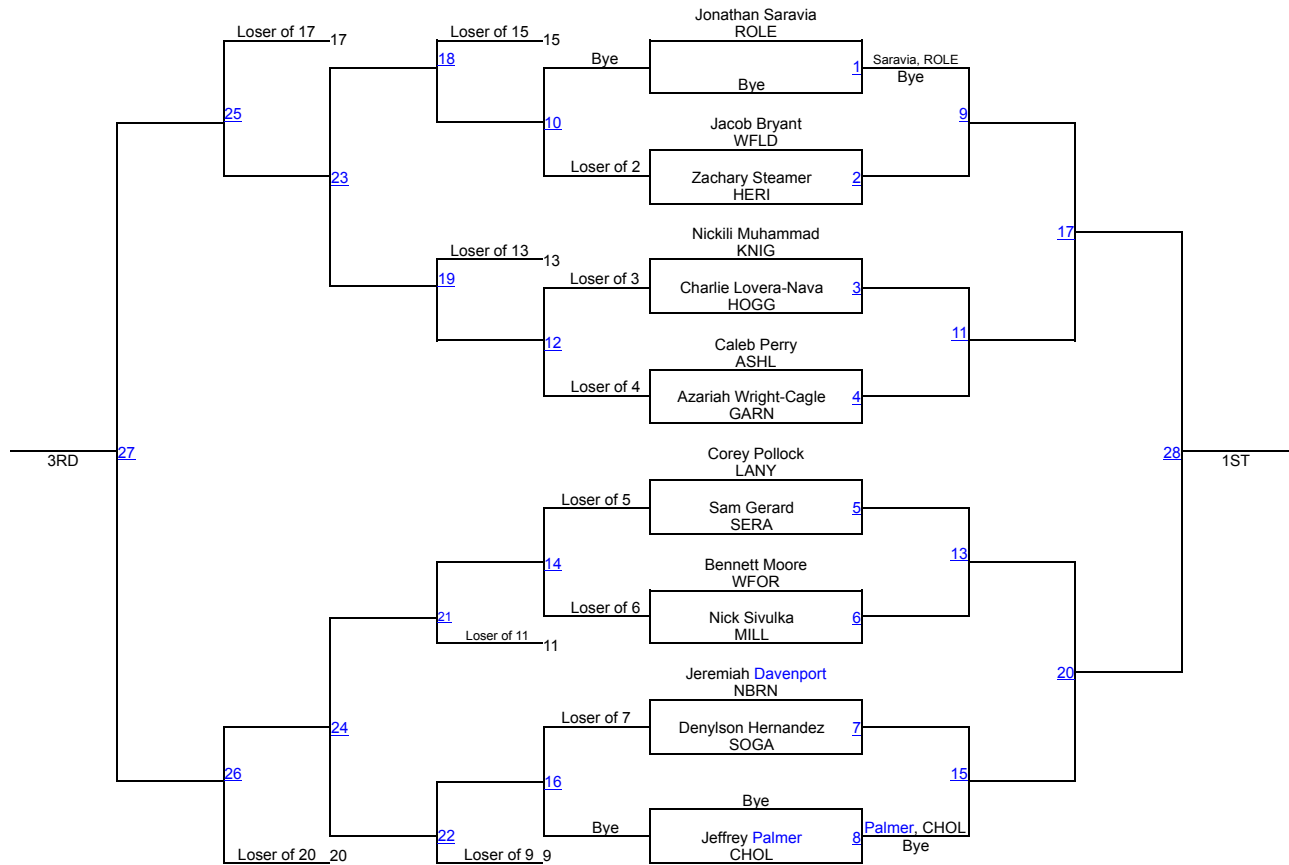 Jonathan Saravia
Loser of 17 17
Loser of 15 15
ROLE
18
Bye
1
Saravia, ROLE
Bye
Bye
25
10
9
Jacob Bryant
WFLD
Loser of 2
23
Zachary Steamer
2
HERI
Nickili Muhammad
17
KNIG
Loser of 13 13
19
Loser of 3
Charlie Lovera-Nava
3
HOGG
12
11
Caleb Perry
ASHL
Loser of 4
Azariah Wright-Cagle
4
GARN
3RD
27
Corey Pollock
28
1ST
LANY
Loser of 5
Sam Gerard
5
SERA
14
13
Bennett Moore
WFOR
21
Loser of 6
Nick Sivulka
6
MILL
Loser of 11 11
Jeremiah Davenport
20
NBRN
24
Loser of 7
Denylson Hernandez
7
SOGA
26
16
15
Bye
22
Bye
Jeffrey Palmer
8
Palmer, CHOL
CHOL
Bye
Loser of 20 20
Loser of 9 9